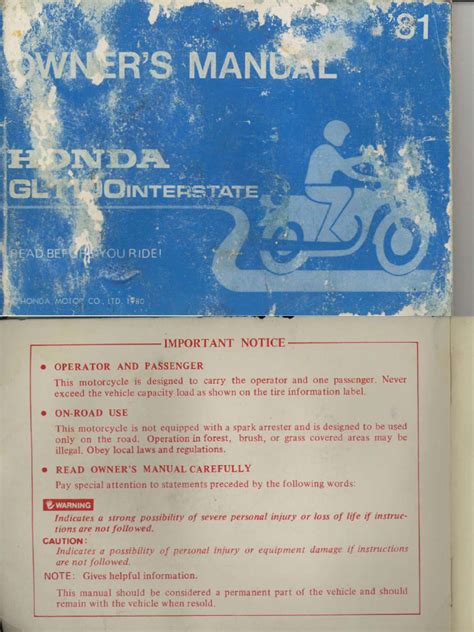 '81
OWNER'S MANUAL
HONDA
GL1100 INTERSTATE
READ BEFORE YOU RIDE!
HONDA MOTOR CO., LTD. 1980
IMPORTANT NOTICE
● OPERATOR AND PASSENGER
This motorcycle is designed to carry the operator and one passenger. Never
exceed the vehicle capacity load as shown on the tire information label.
● ON-ROAD USE
This motorcycle is not equipped with a spark arrester and is designed to be used
only on the road. Operation in forest, brush, or grass covered areas may be
illegal. Obey local laws and regulations.
● READ OWNER'S MANUAL CAREFULLY
Pay special attention to statements preceded by the following words:
WARNING
Indicates a strong possibility of severe personal injury or loss of life if instruc-
tions are not followed.
CAUTION:
Indicates a possibility of personal injury or equipment damage if instructions
are not followed.
NOTE: Gives helpful information.
This manual should be considered a permanent part of the vehicle and should
remain with the vehicle when resold.